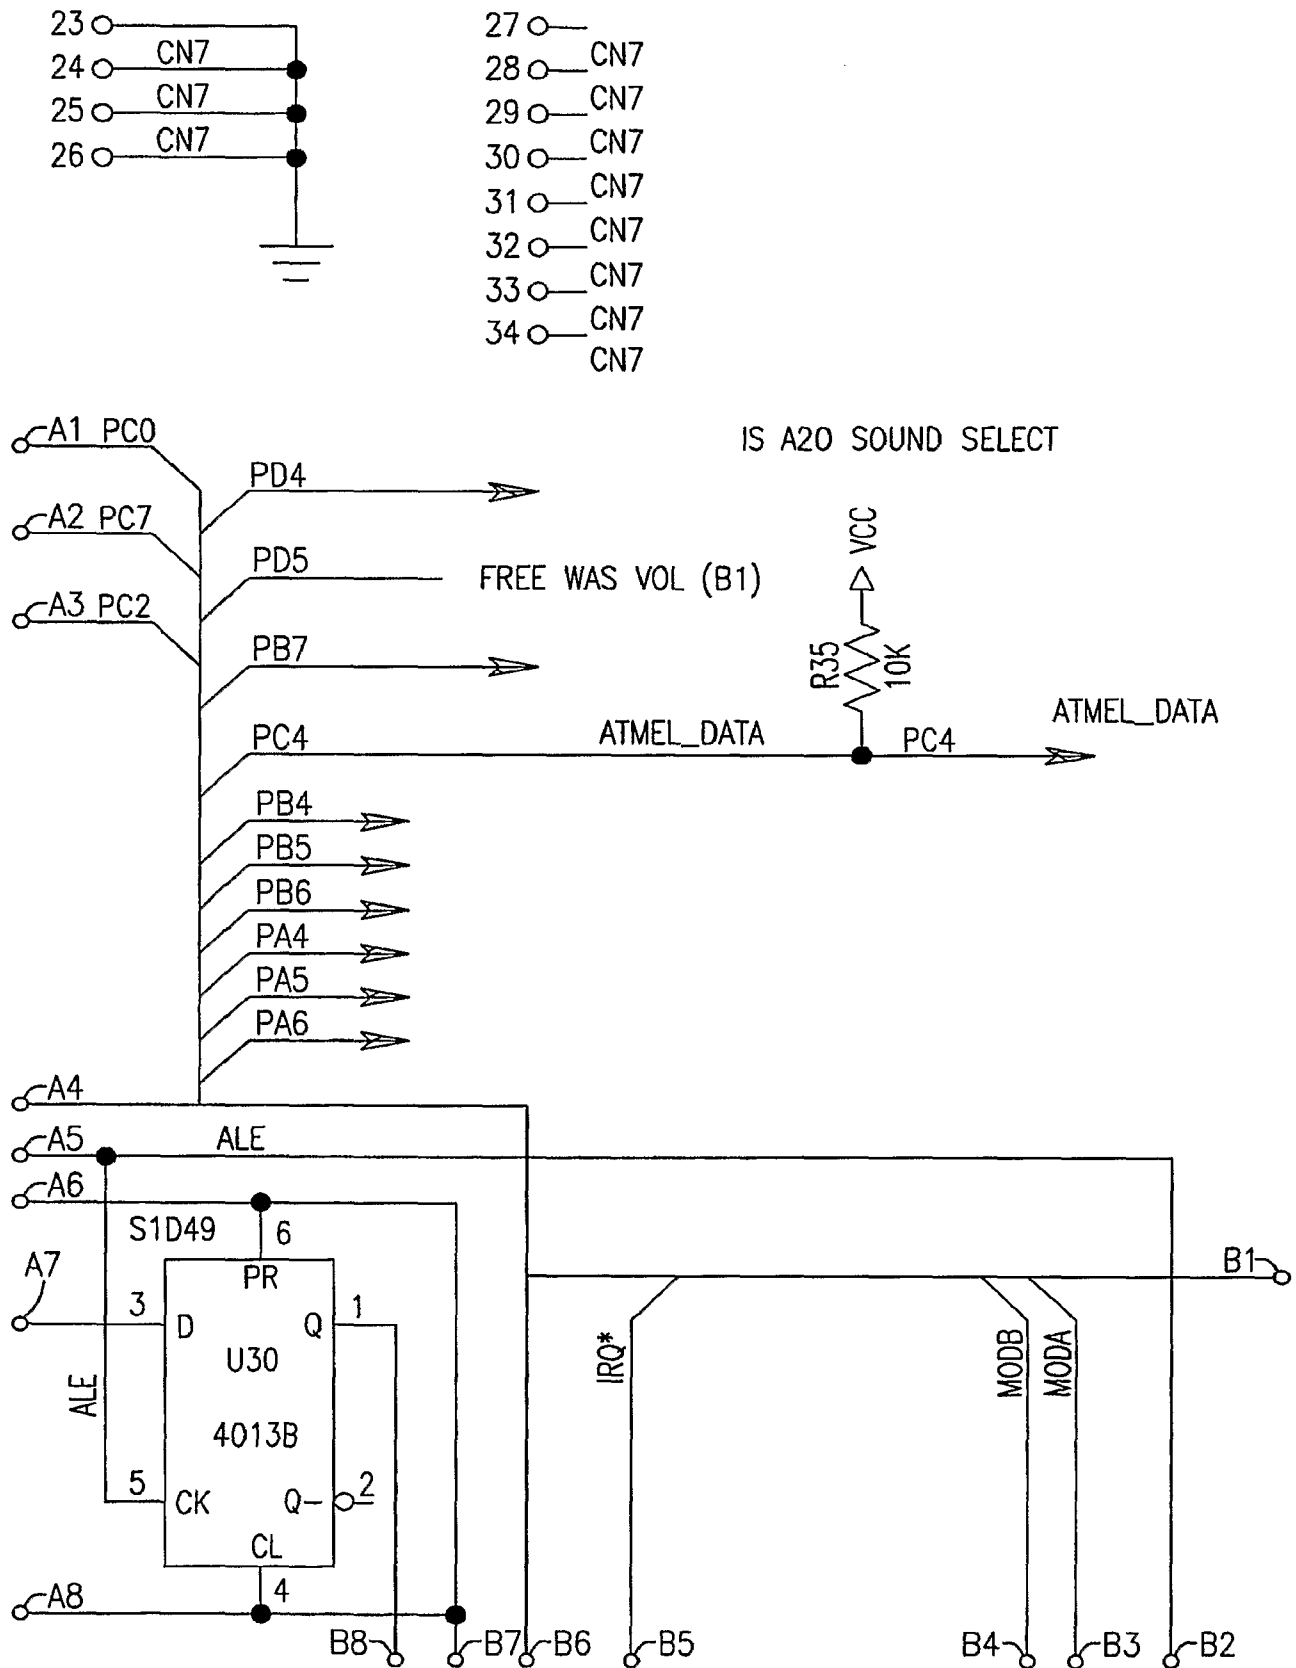 23
24 CN7
25 CN7
26 CN7
27
CN7
28
CN7
29
CN7
30
CN7
31
CN7
32
CN7
33
CN7
34
CN7
A1 PC0
IS A20 SOUND SELECT
PD4
A2 PC7
VCC
PD5
FREE WAS VOL (B1)
A3 PC2
PB7
R35
10K
ATMEL_DATA
PC4
ATMEL_DATA
PC4
PB4
PB5
PB6
PA4
PA5
PA6
A4
A5
ALE
A6
S1D49
6
A7
PR
B1
3
D
Q
1
U30
IRQ*
MODB
MODA
ALE
4013B
5
CK
Q-
2
CL
A8
4
B8
B7
B6
B5
B4
B3
B2